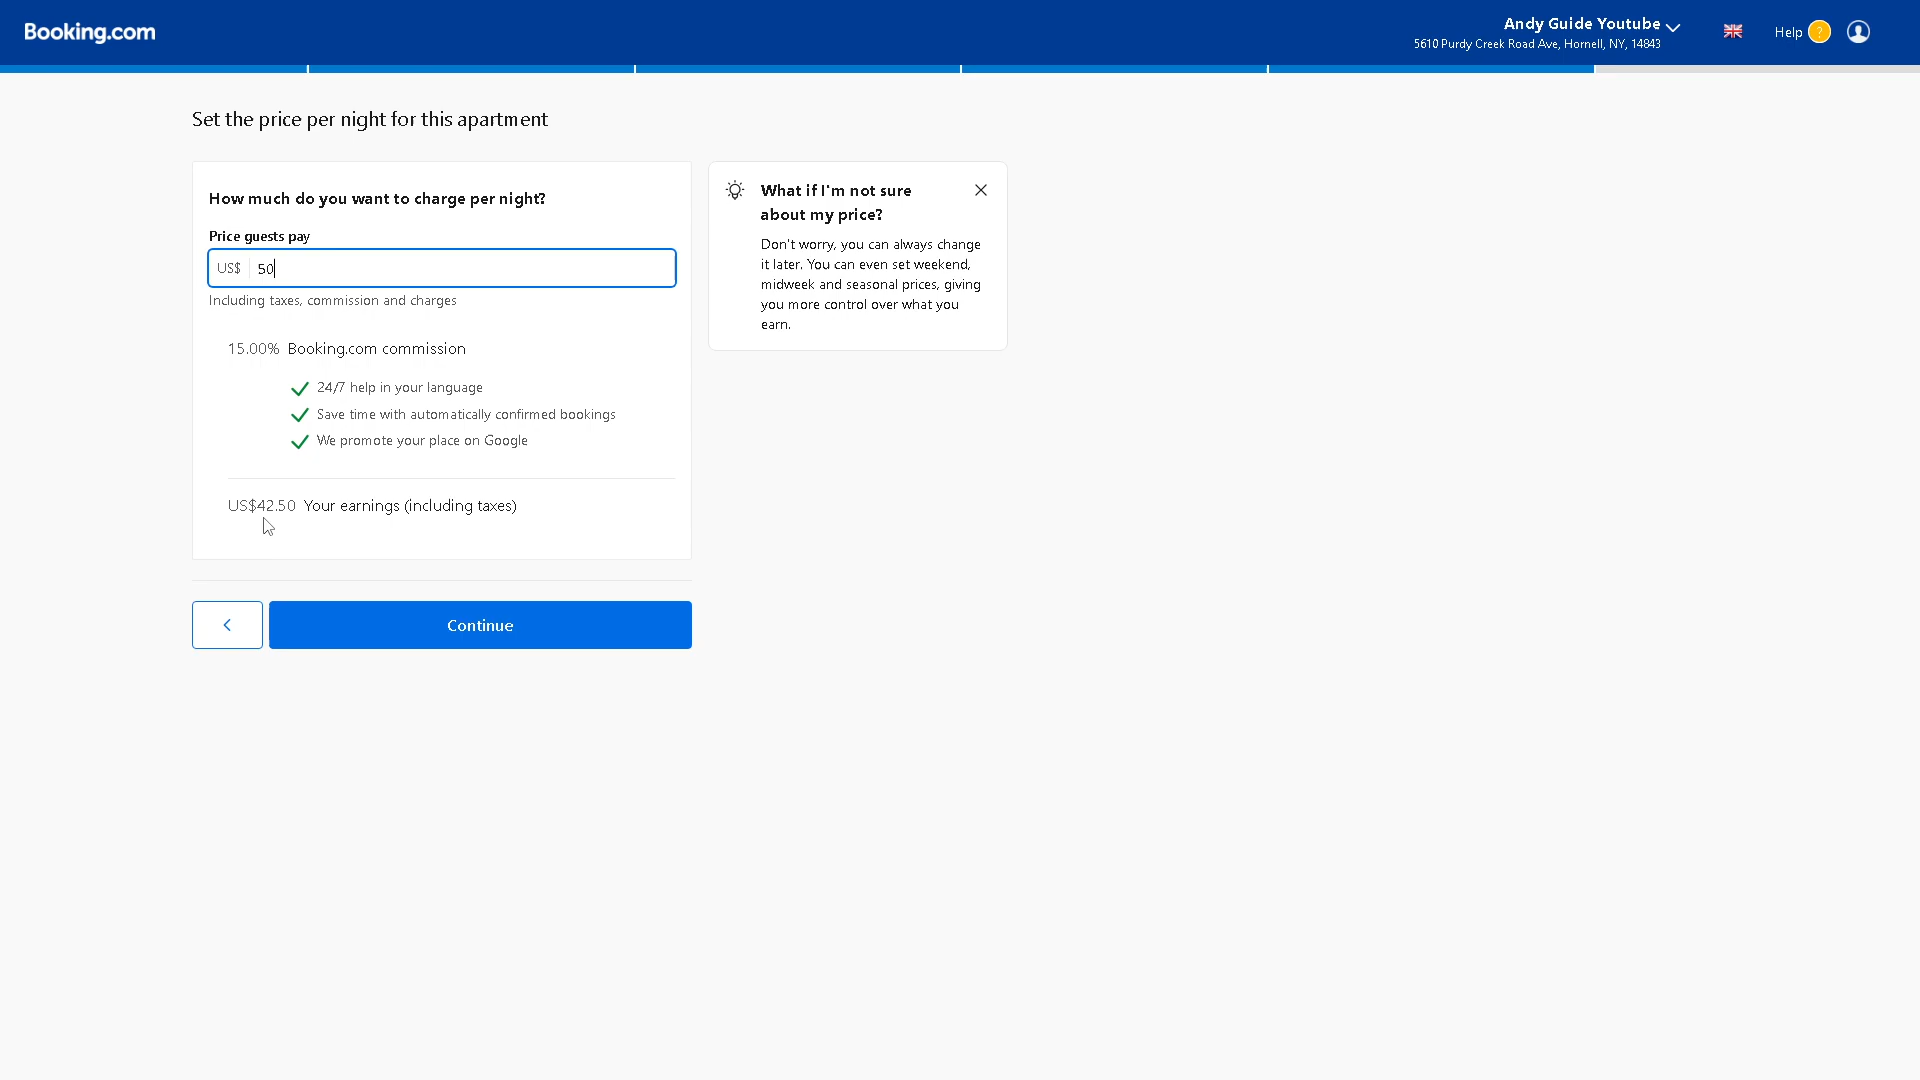 Booking.com
Andy Guide Youtube
5610 Purdy Creek Road Ave, Hornell, NY, 14843
Help ?
Set the price per night for this apartment
How much do you want to charge per night?
Price guests pay
US$ 50
Including taxes, commission and charges
15.00% Booking.com commission
24/7 help in your language
Save time with automatically confirmed bookings
We promote your place on Google
US$42.50 Your earnings (including taxes)
Continue
What if I'm not sure
about my price?
Don't worry, you can always change
it later. You can even set weekend,
midweek and seasonal prices, giving
you more control over what you
earn.